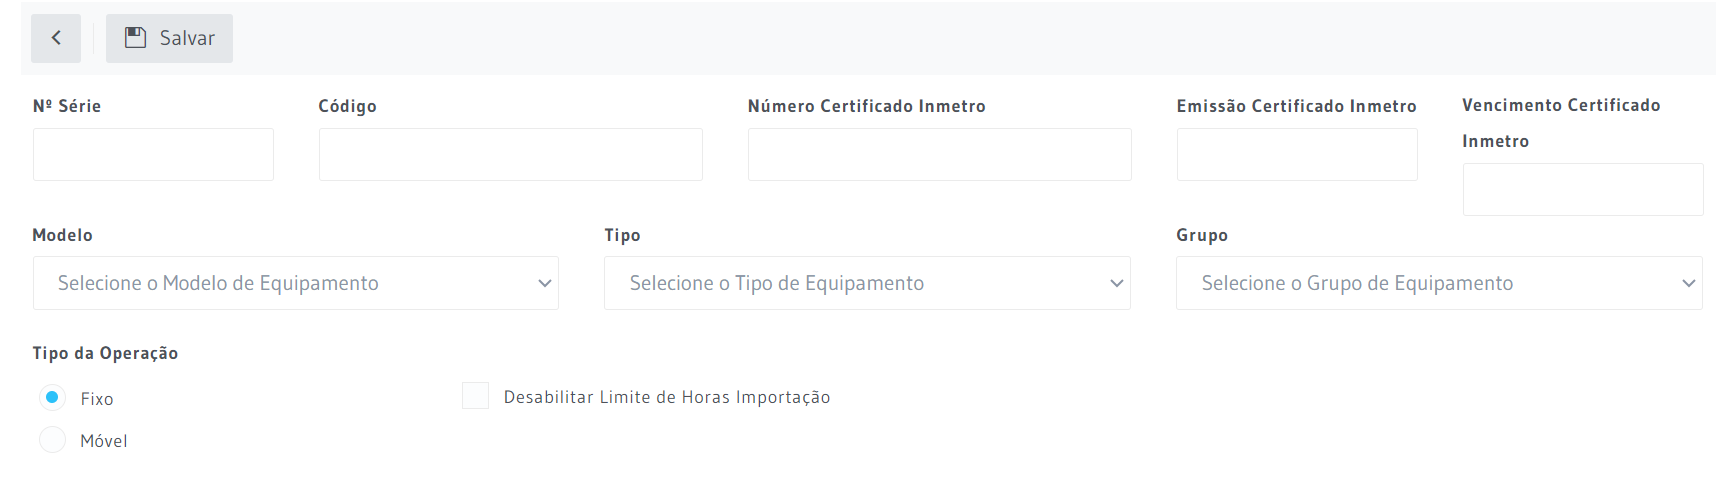 Salvar
Nº Série
Código
Número Certificado Inmetro
Emissão Certificado Inmetro
Vencimento Certificado
Inmetro
Modelo
Tipo
Grupo
Selecione o Modelo de Equipamento
Selecione o Tipo de Equipamento
Selecione o Grupo de Equipamento
Tipo da Operação
Fixo
Desabilitar Limite de Horas Importação
Móvel